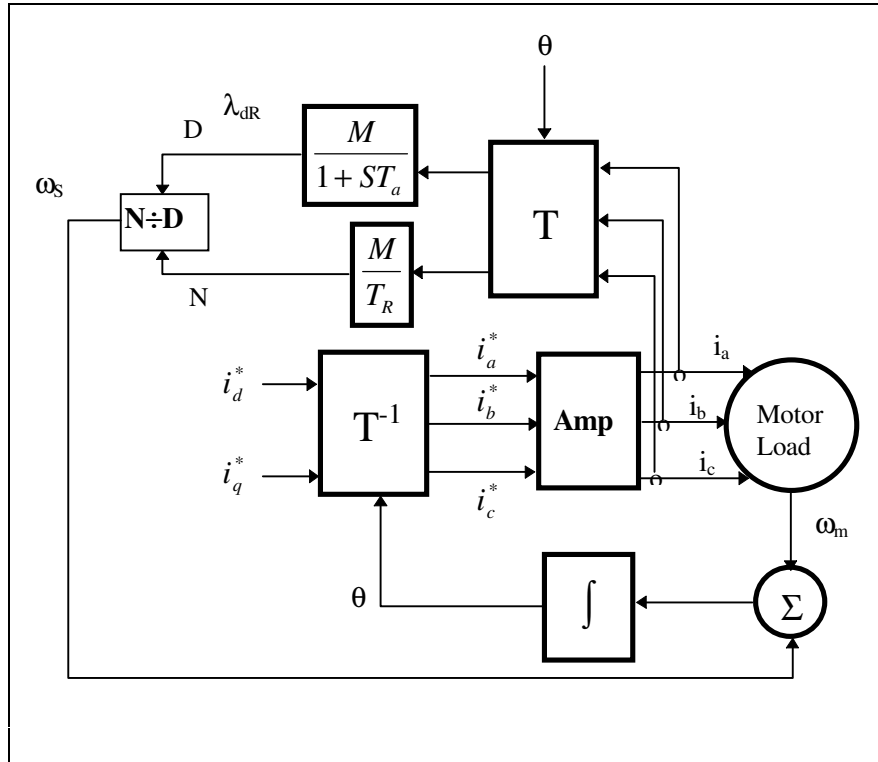 θ
λ_dR
D
M
1 + ST_a
T
ω_S
N÷D
M
T_R
N
i_a^*
i_a
i_d^*
T^-1
i_b^*
Amp
i_b
Motor
Load
i_q^*
i_c^*
i_c
ω_m
θ
∫
Σ